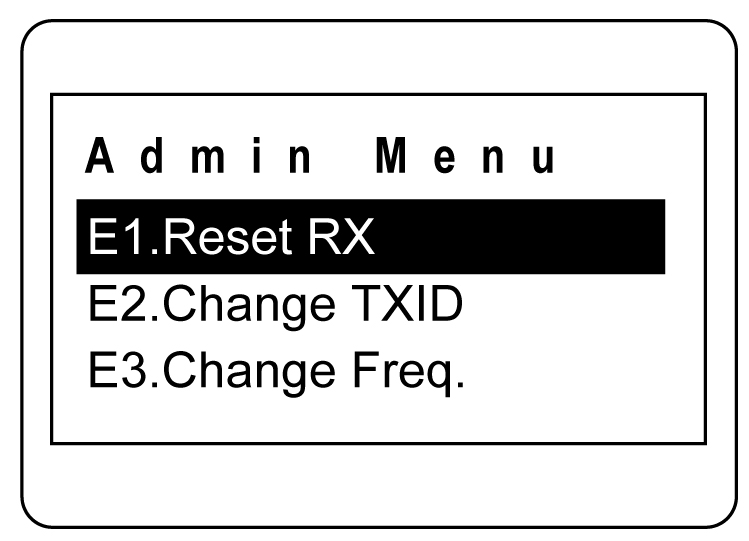 Admin Menu
E1.Reset RX
E2.Change TXID
E3.Change Freq.